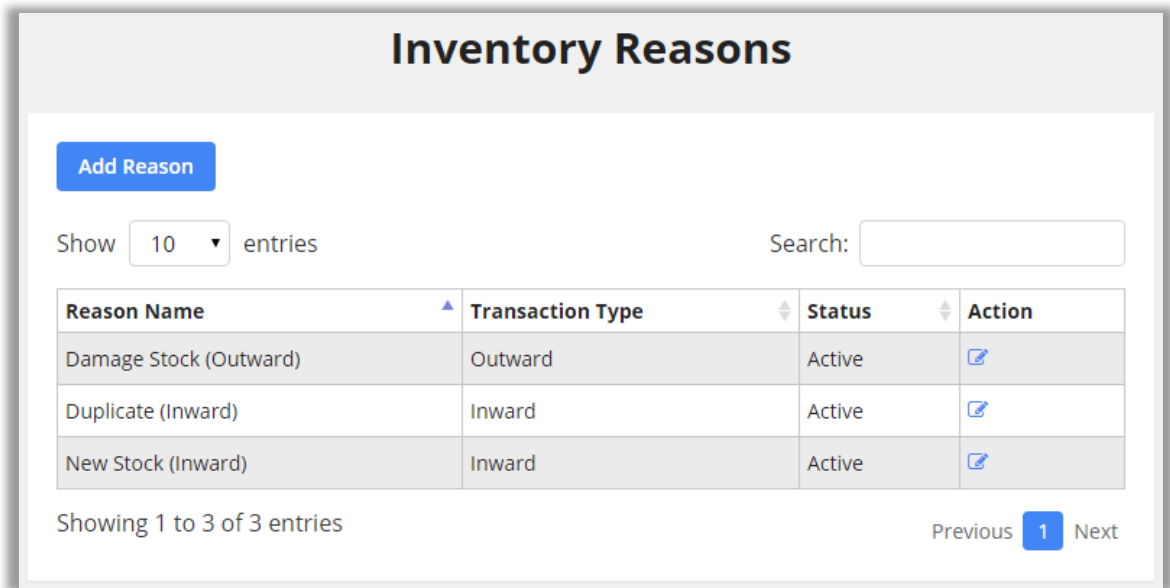 Inventory Reasons
Add Reason
Show 10 entries Search:
Reason Name Transaction Type Status Action
Damage Stock (Outward) Outward Active
Duplicate (Inward) Inward Active
New Stock (Inward) Inward Active
Showing 1 to 3 of 3 entries
Previous 1 Next